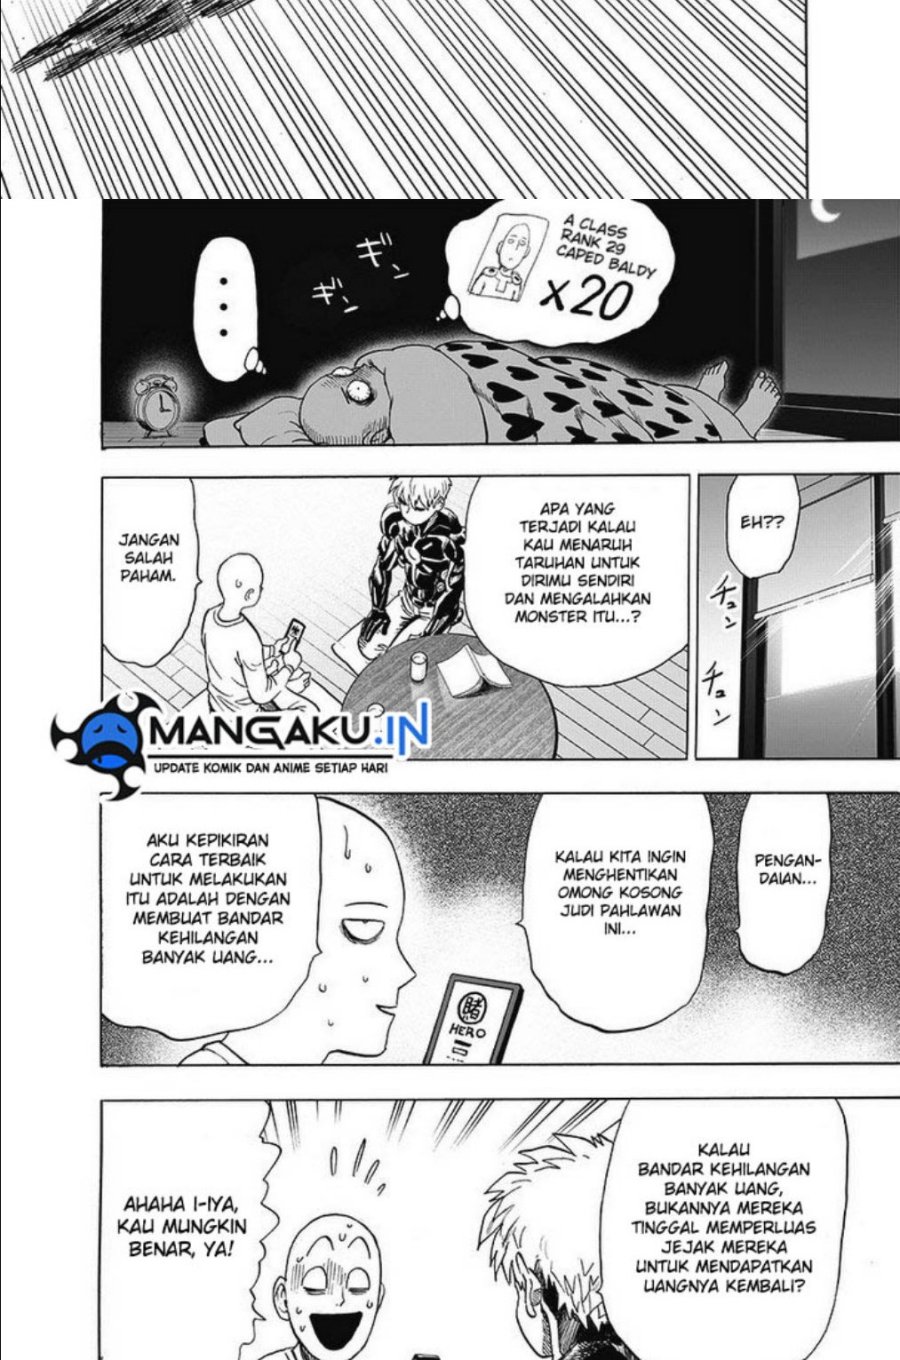 A CLASS
RANK 29
CAPED BALDY
X20
...
ギン
ギン
EH??
チュン
チュン
APA YANG
TERJADI KALAU
KAU MENARUH
TARUHAN UNTUK
DIRIMU SENDIRI
DAN MENGALAHKAN
MONSTER ITU...?
JANGAN
SALAH
PAHAM.
MANGAKU.IN
UPDATE KOMIK DAN ANIME SETIAP HARI
PENGAN-
DAIAN...
KALAU KITA INGIN
MENGHENTIKAN
OMONG KOSONG
JUDI PAHLAWAN
INI...
賭
HERO
AKU KEPIKIRAN
CARA TERBAIK
UNTUK MELAKUKAN
ITU ADALAH DENGAN
MEMBUAT BANDAR
KEHILANGAN
BANYAK UANG...
KALAU
BANDAR KEHILANGAN
BANYAK UANG,
BUKANNYA MEREKA
TINGGAL MEMPERLUAS
JEJAK MEREKA
UNTUK MENDAPATKAN
UANGNYA KEMBALI?
AHAHA I-IYA,
KAU MUNGKIN
BENAR, YA!